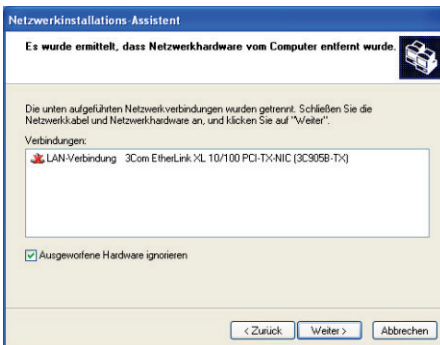 Netzwerkinstallations-Assistent
Es wurde ermittelt, dass Netzwerkhardware vom Computer entfernt wurde.
Die unten aufgeführten Netzwerkverbindungen wurden getrennt. Schließen Sie die
Netzwerkkabel und Netzwerkhardware an, und klicken Sie auf "Weiter".
Verbindungen:
LAN-Verbindung 3Com EtherLink XL 10/100 PCI-TX-NIC (3C905B-TX)
Ausgeworfene Hardware ignorieren
< Zurück Weiter > Abbrechen